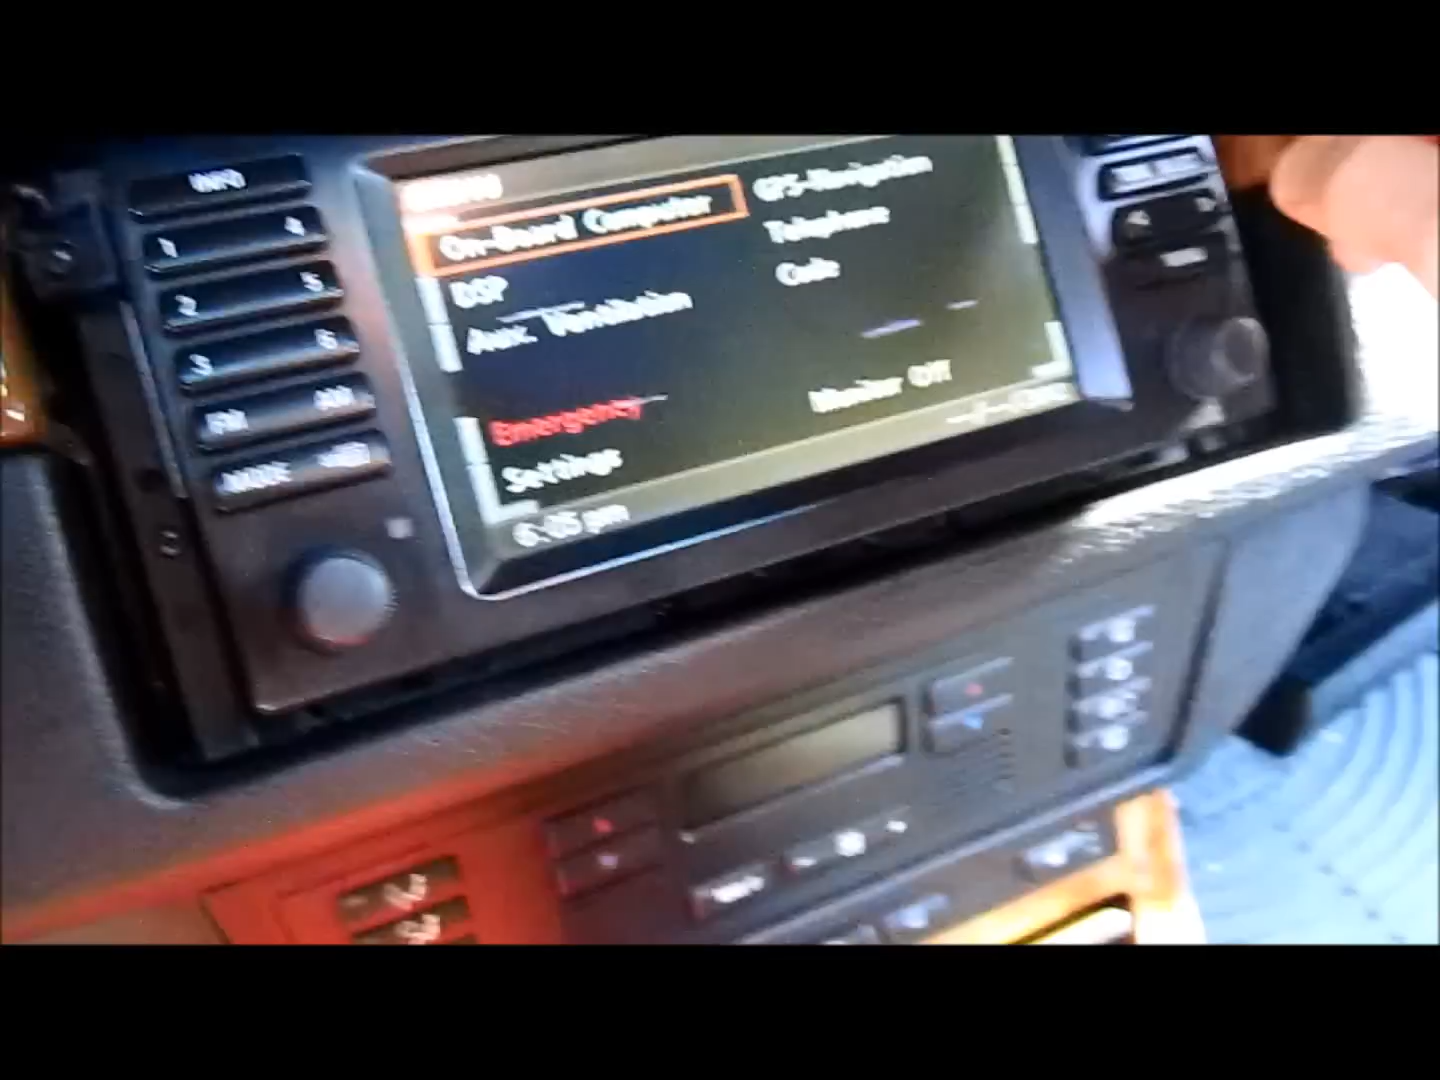 INFO
1 4
2 5
3 6
FM AM
MODE
MENU
On-Board Computer
GPS-Navigation
DSP
Telephone
Aux. Ventilation
Code
Emergency
Monitor Off
Settings
6:05 pm